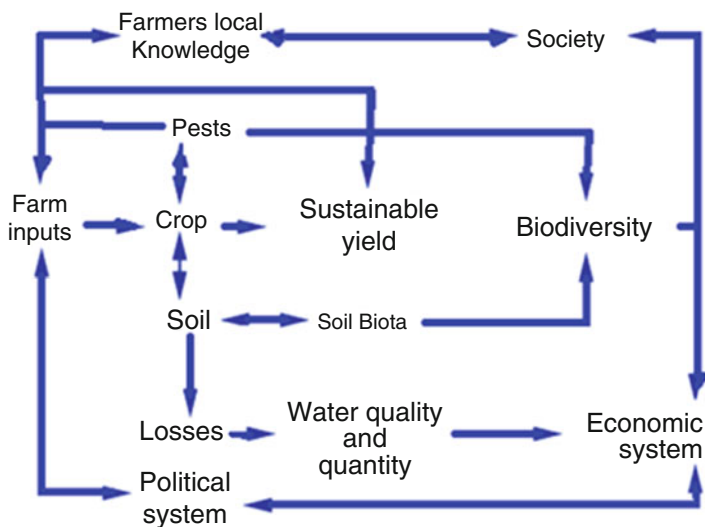 Farmers local
Knowledge
Society
Pests
Farm
inputs
Crop
Sustainable
yield
Biodiversity
Soil
Soil Biota
Losses
Water quality
and
quantity
Economic
system
Political
system